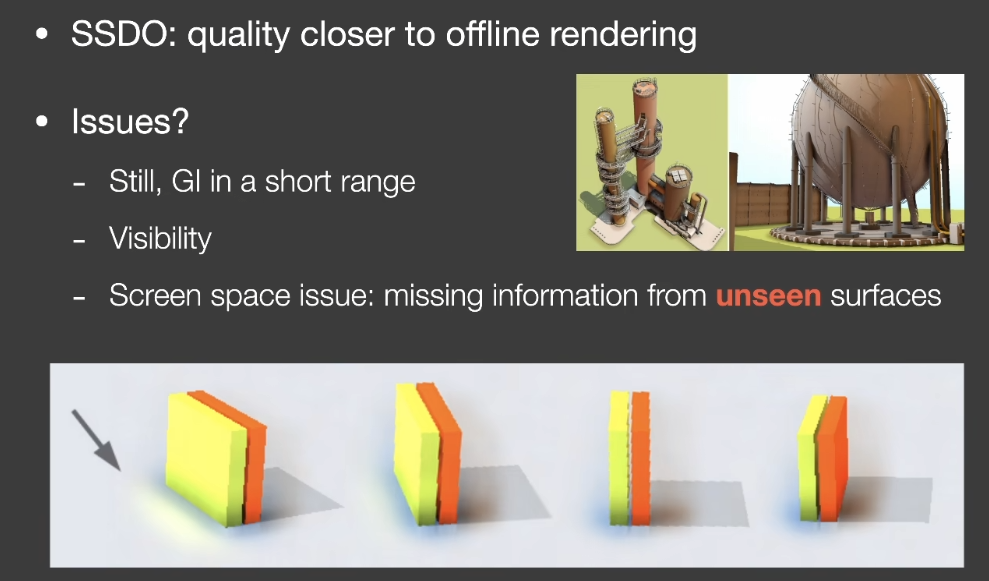 • SSDO: quality closer to offline rendering
• Issues?
- Still, GI in a short range
- Visibility
- Screen space issue: missing information from unseen surfaces